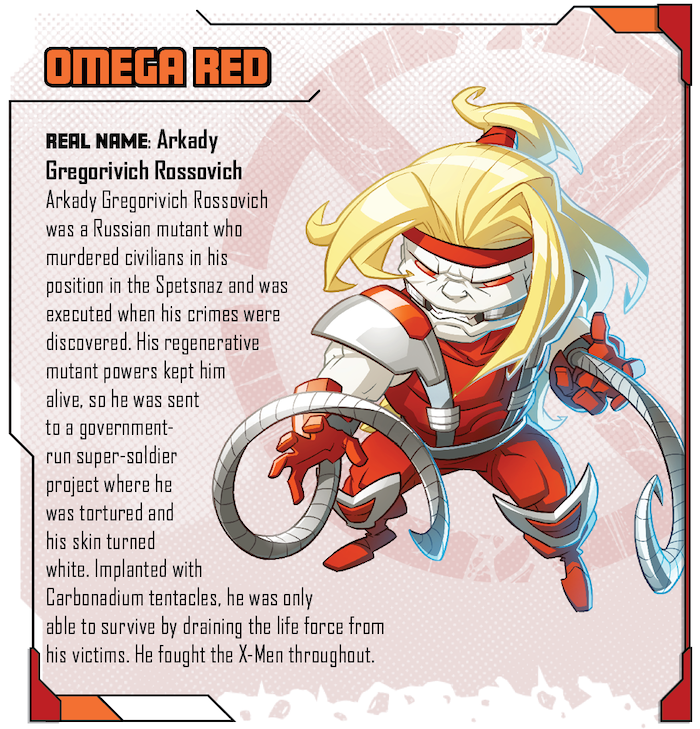 OMEGA RED
REAL NAME: Arkady
Gregorivich Rossovich
Arkady Gregorivich Rossovich
was a Russian mutant who
murdered civilians in his
position in the Spetsnaz and was
executed when his crimes were
discovered. His regenerative
mutant powers kept him
alive, so he was sent
to a government-
run super-soldier
project where he
was tortured and
his skin turned
white. Implanted with
Carbonadium tentacles, he was only
able to survive by draining the life force from
his victims. He fought the X-Men throughout.